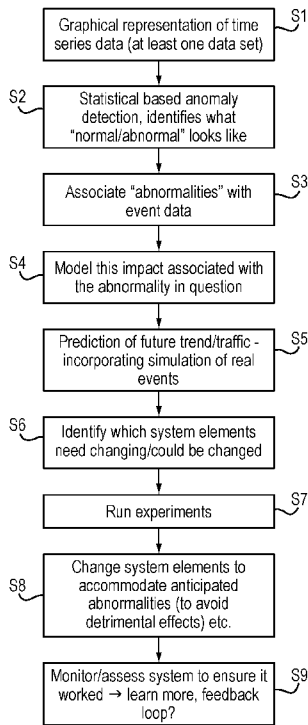 Graphical representation of time
series data (at least one data set)
S1
S2
Statistical based anomaly
detection, identifies what
“normal/abnormal” looks like
Associate “abnormalities” with
event data
S3
S4
Model this impact associated with
the abnormality in question
Prediction of future trend/traffic -
incorporating simulation of real
events
S5
S6
Identify which system elements
need changing/could be changed
Run experiments
S7
S8
Change system elements to
accommodate anticipated
abnormalities (to avoid
detrimental effects) etc.
Monitor/assess system to ensure it
worked → learn more, feedback
loop?
S9